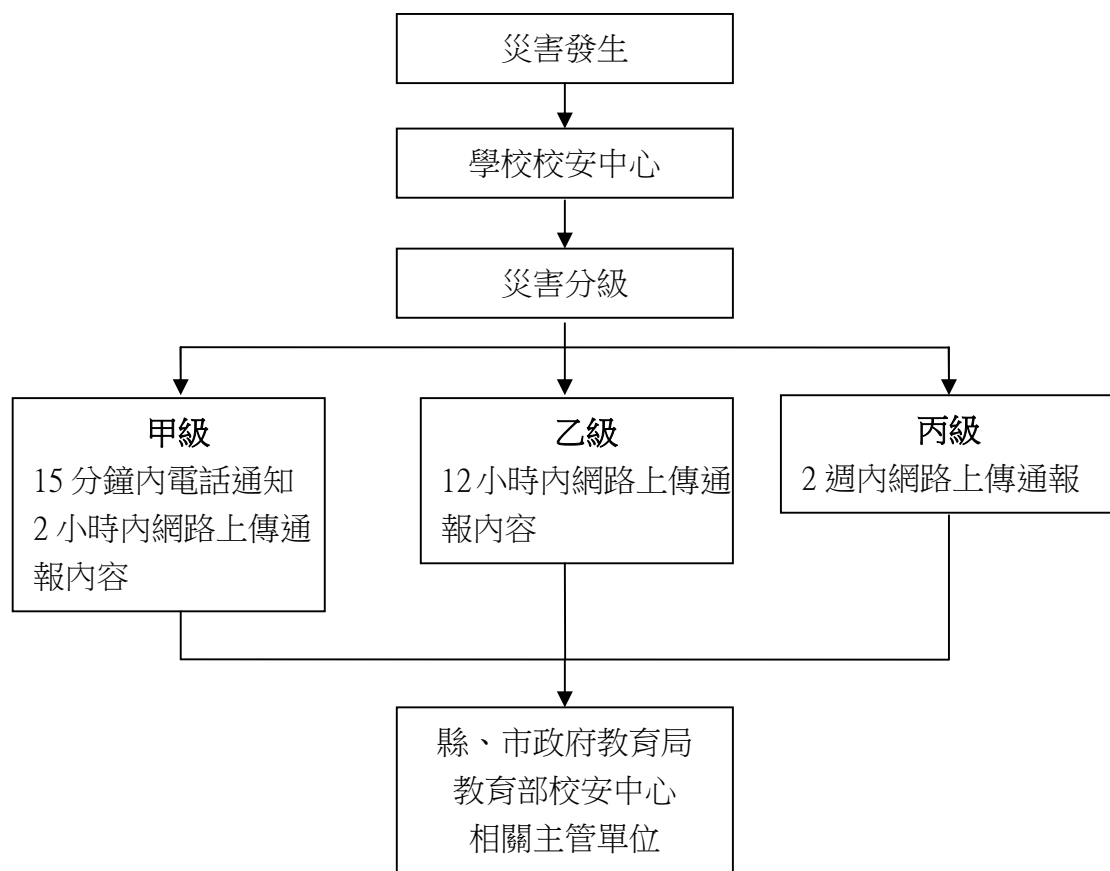 災害發生
學校校安中心
災害分級
甲級
15分鐘內電話通知
2小時內網路上傳通
報內容
乙級
12小時內網路上傳通
報內容
丙級
2週內網路上傳通報
縣、市政府教育局
教育部校安中心
相關主管單位